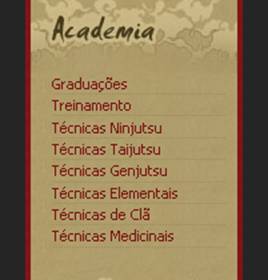 Academia
Graduações
Treinamento
Técnicas Ninjutsu
Técnicas Taijutsu
Técnicas Genjutsu
Técnicas Elementais
Técnicas de Clã
Técnicas Medicinais